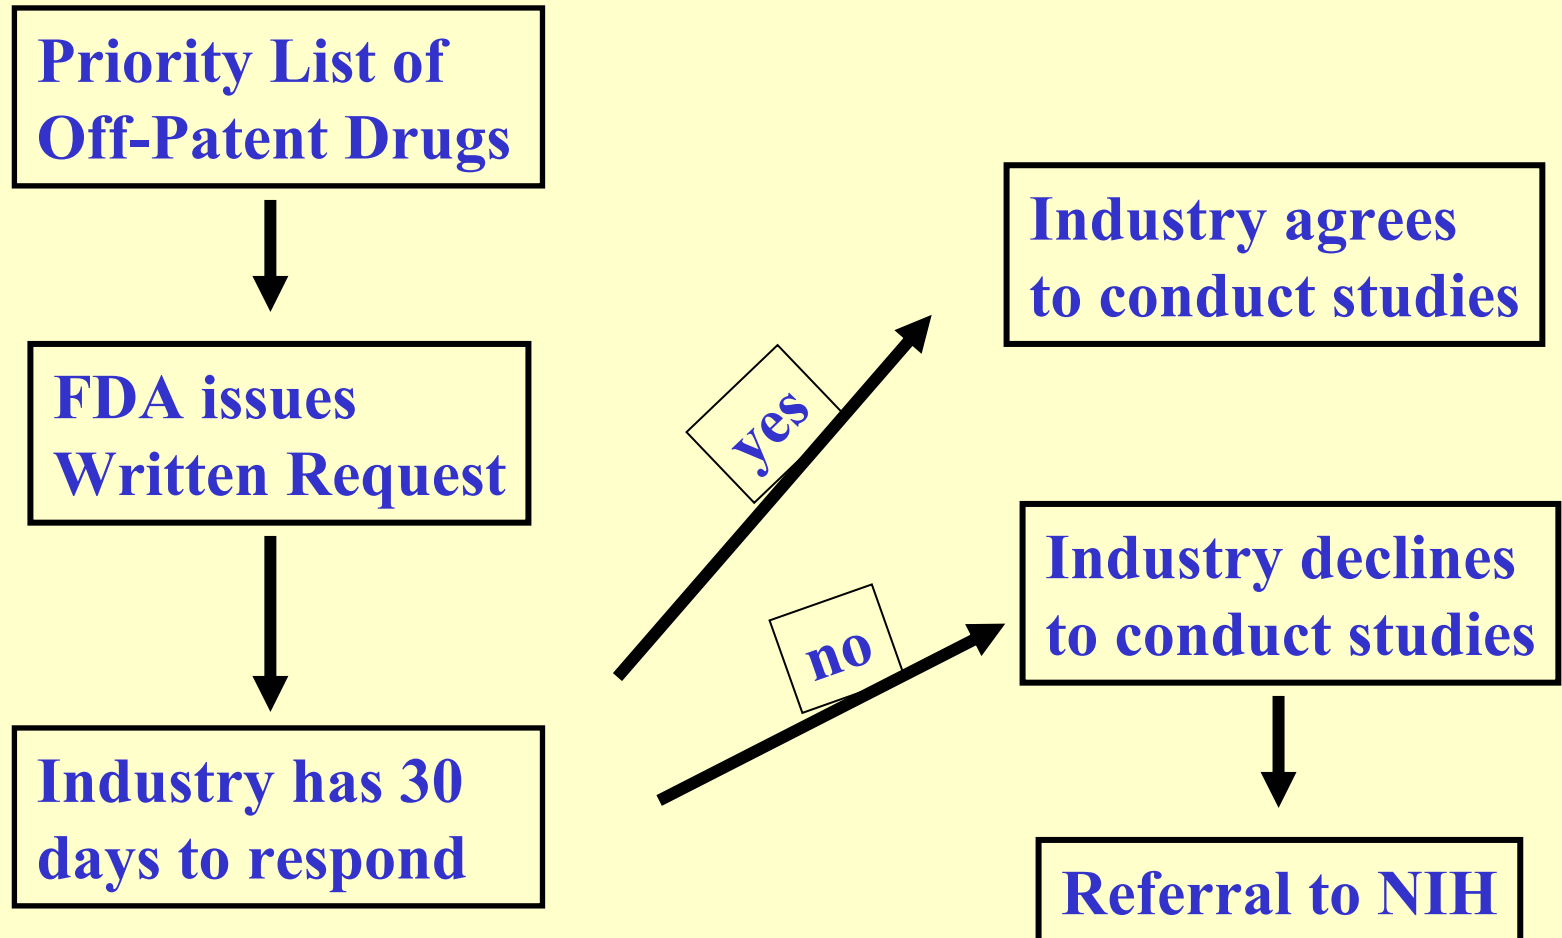 Priority List of
Off-Patent Drugs
FDA issues
Written Request
Industry has 30
days to respond
yes
Industry agrees
to conduct studies
no
Industry declines
to conduct studies
Referral to NIH